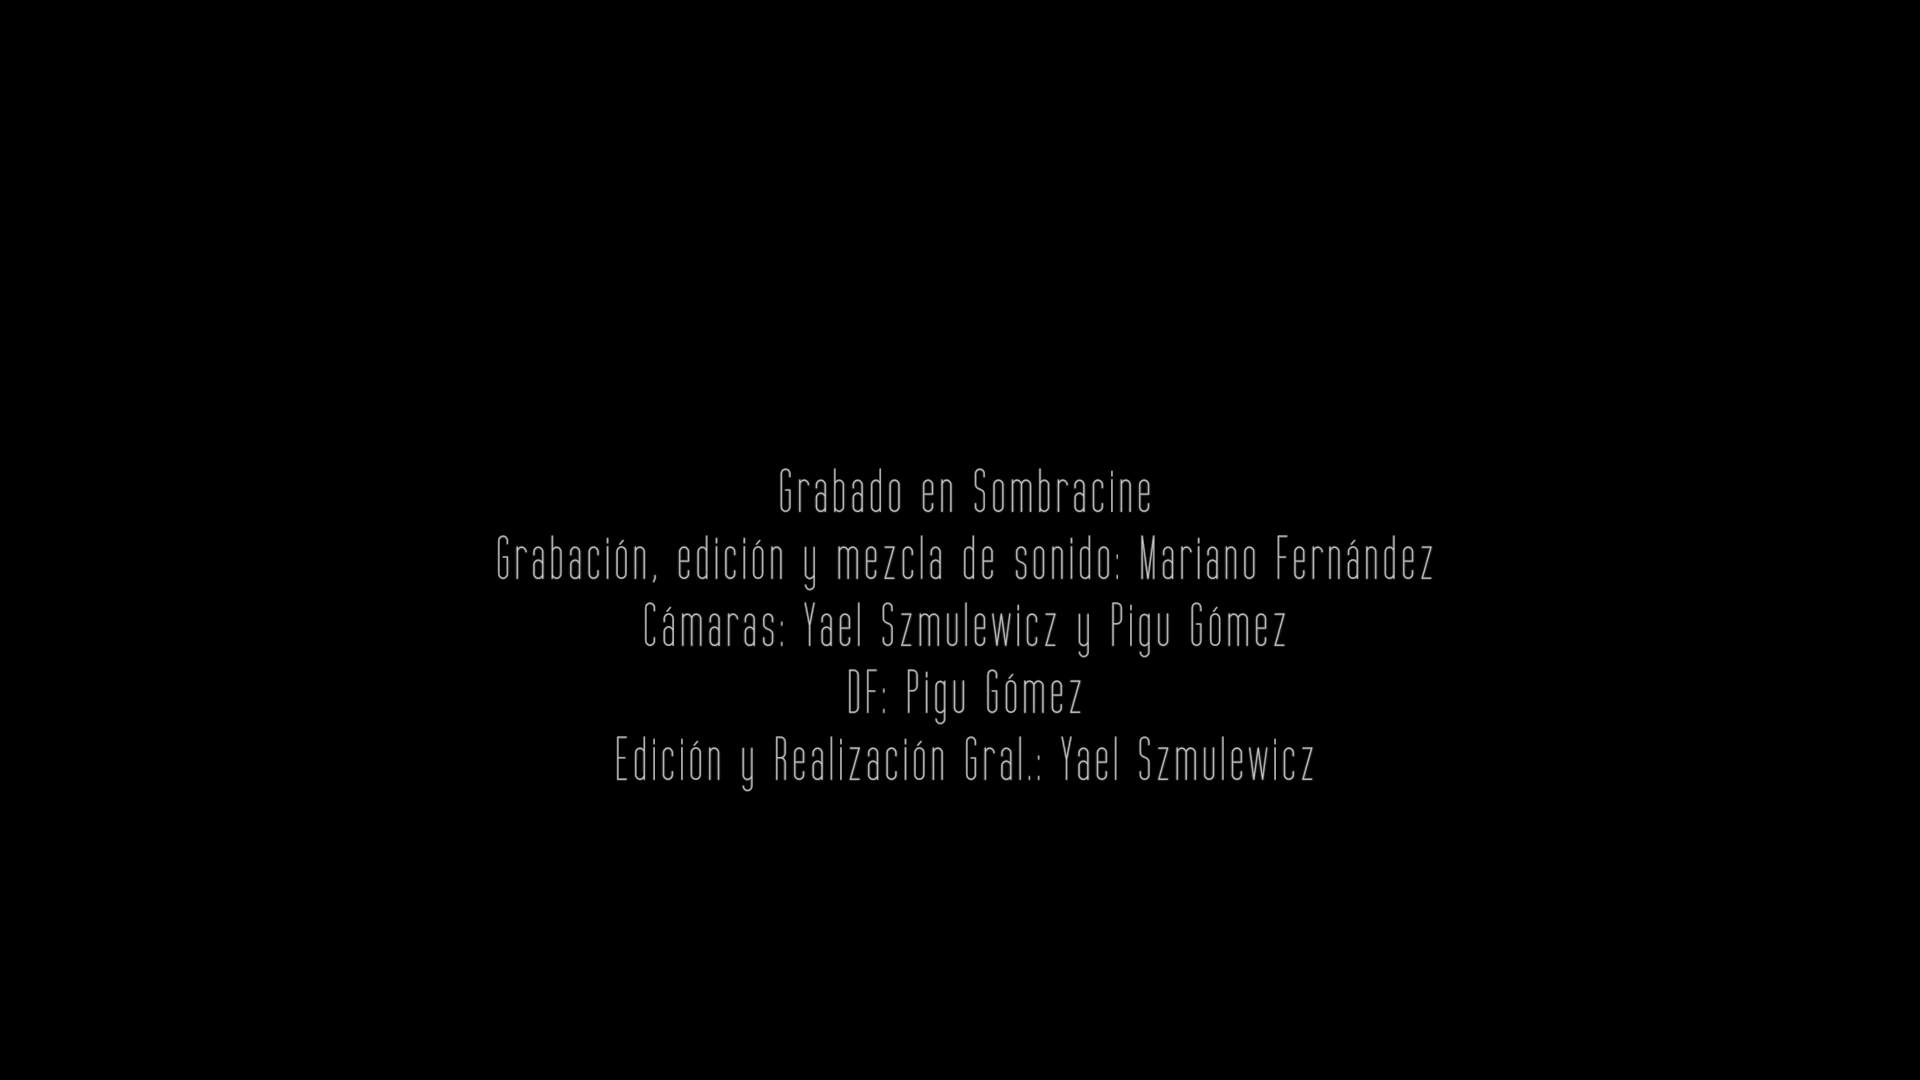 Grabado en Sombracine
Grabación, edición y mezcla de sonido: Mariano Fernández
Cámaras: Yael Szmulewicz y Pigu Gómez
DF: Pigu Gómez
Edición y Realización Gral.: Yael Szmulewicz